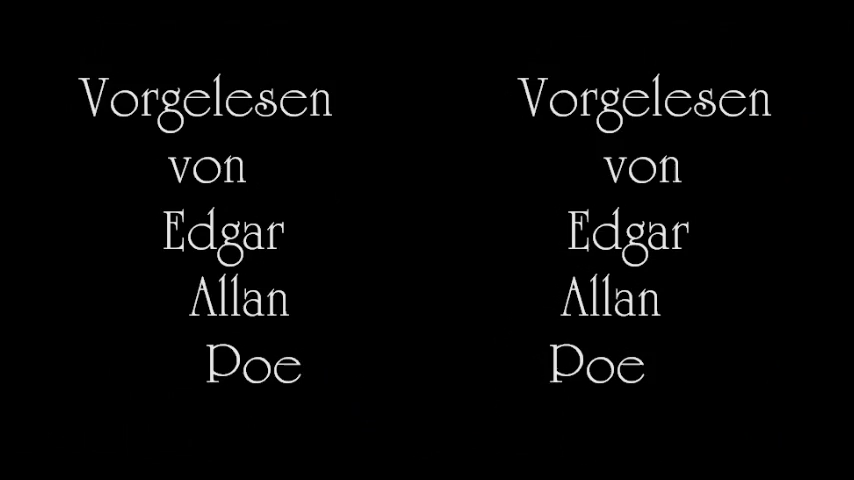 Vorgelesen Vorgelesen
von von
Edgar Edgar
Allan Allan
Poe Poe